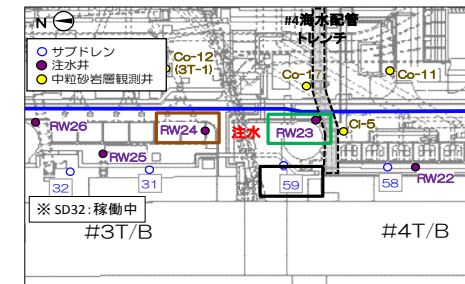 N
サブドレン
注水井
中粒砂岩層観測井
#4海水配管
トレンチ
Co-12
(3T-1)
Co-17
Co-11
RW26
RW24
注水
RW23
Ci-5
RW25
32
31
59
58
RW22
※ SD32:稼働中
#3T/B
#4T/B